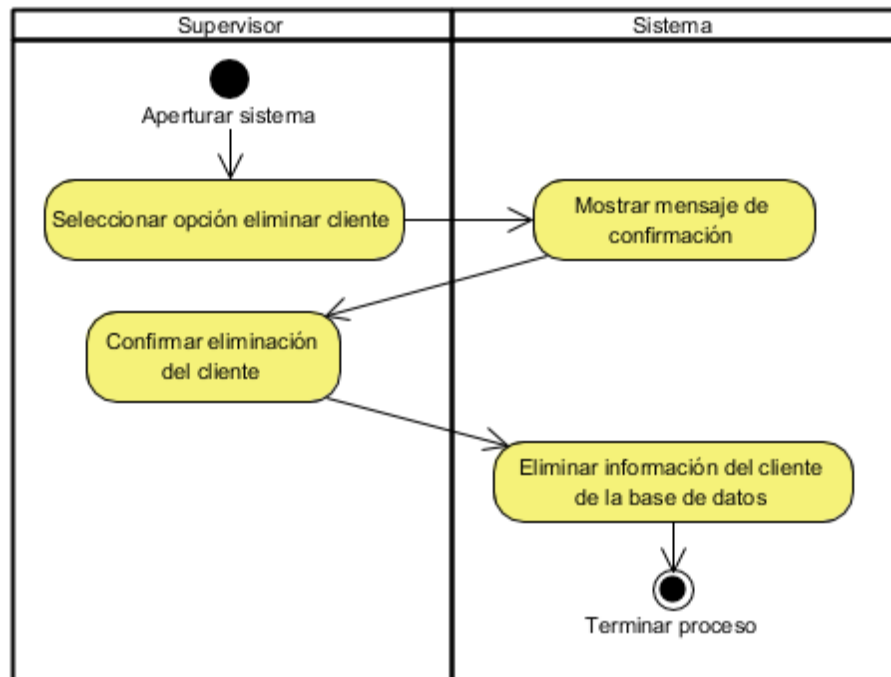 Supervisor
Sistema
Aperturar sistema
Seleccionar opción eliminar cliente
Mostrar mensaje de
confirmación
Confirmar eliminación
del cliente
Eliminar información del cliente
de la base de datos
Terminar proceso